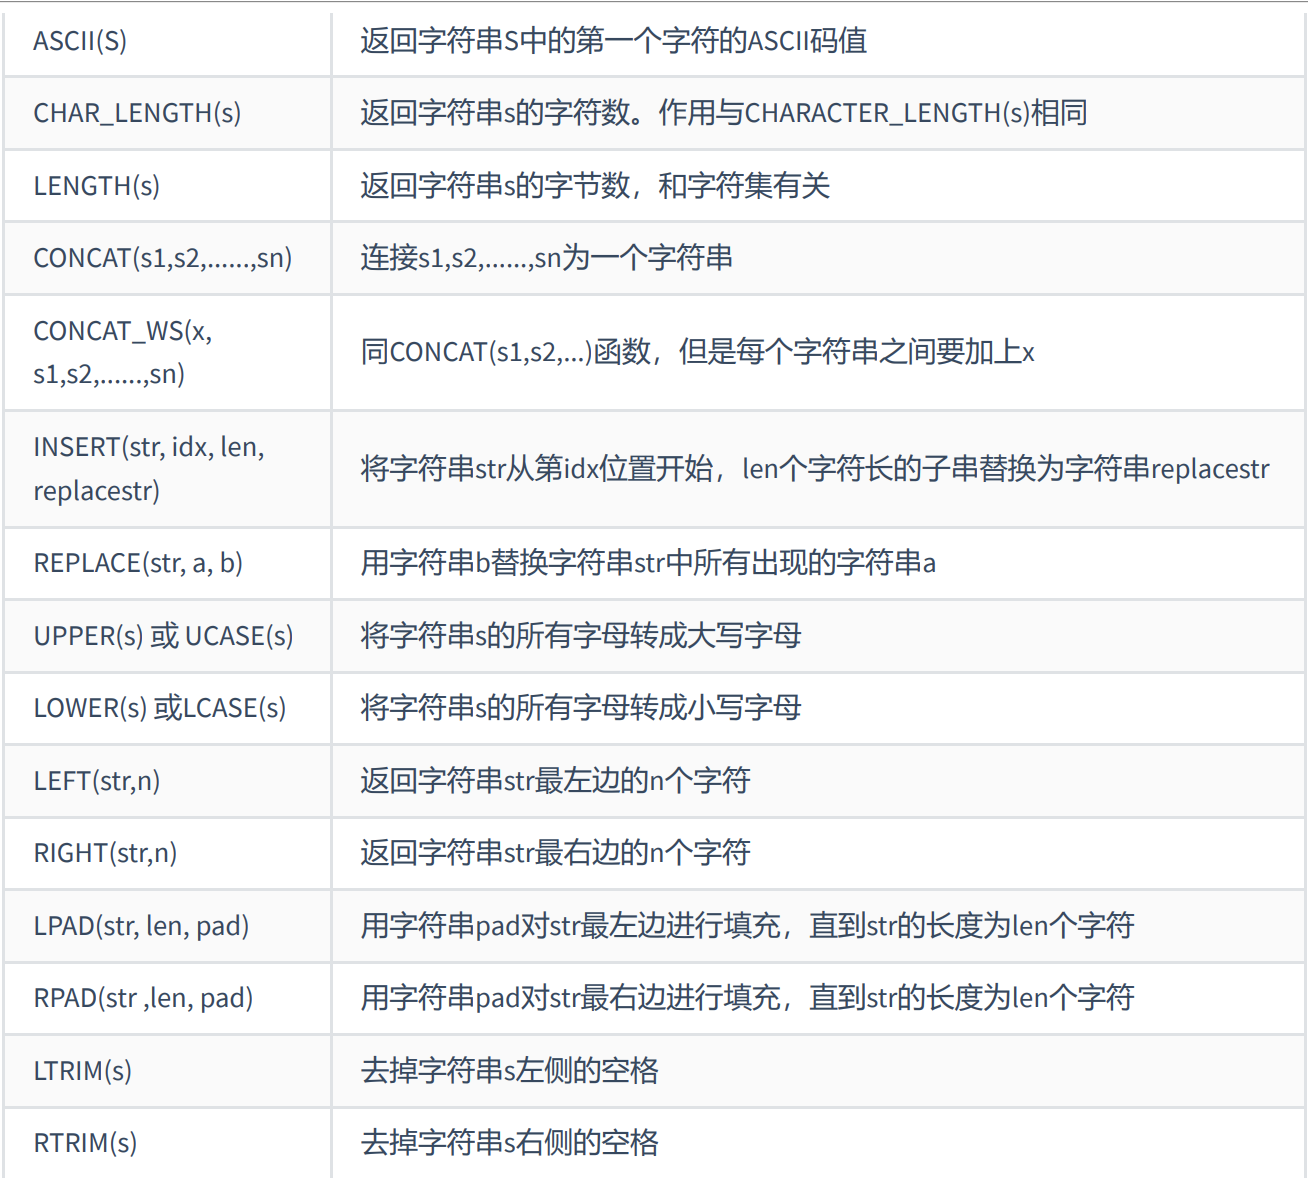 ASCII(S)
返回字符串S中的第一个字符的ASCII码值
CHAR_LENGTH(s)
返回字符串s的字符数。作用与CHARACTER_LENGTH(s)相同
LENGTH(s)
返回字符串s的字节数，和字符集有关
CONCAT(s1,s2,......,sn)
连接s1,s2,......,sn为一个字符串
CONCAT_WS(x,
s1,s2,......,sn)
同CONCAT(s1,s2,...)函数，但是每个字符串之间要加上x
INSERT(str, idx, len,
replacestr)
将字符串str从第idx位置开始，len个字符长的子串替换为字符串replacestr
REPLACE(str, a, b)
用字符串b替换字符串str中所有出现的字符串a
UPPER(s) 或 UCASE(s)
将字符串s的所有字母转成大写字母
LOWER(s) 或LCASE(s)
将字符串s的所有字母转成小写字母
LEFT(str,n)
返回字符串str最左边的n个字符
RIGHT(str,n)
返回字符串str最右边的n个字符
LPAD(str, len, pad)
用字符串pad对str最左边进行填充，直到str的长度为len个字符
RPAD(str ,len, pad)
用字符串pad对str最右边进行填充，直到str的长度为len个字符
LTRIM(s)
去掉字符串s左侧的空格
RTRIM(s)
去掉字符串s右侧的空格